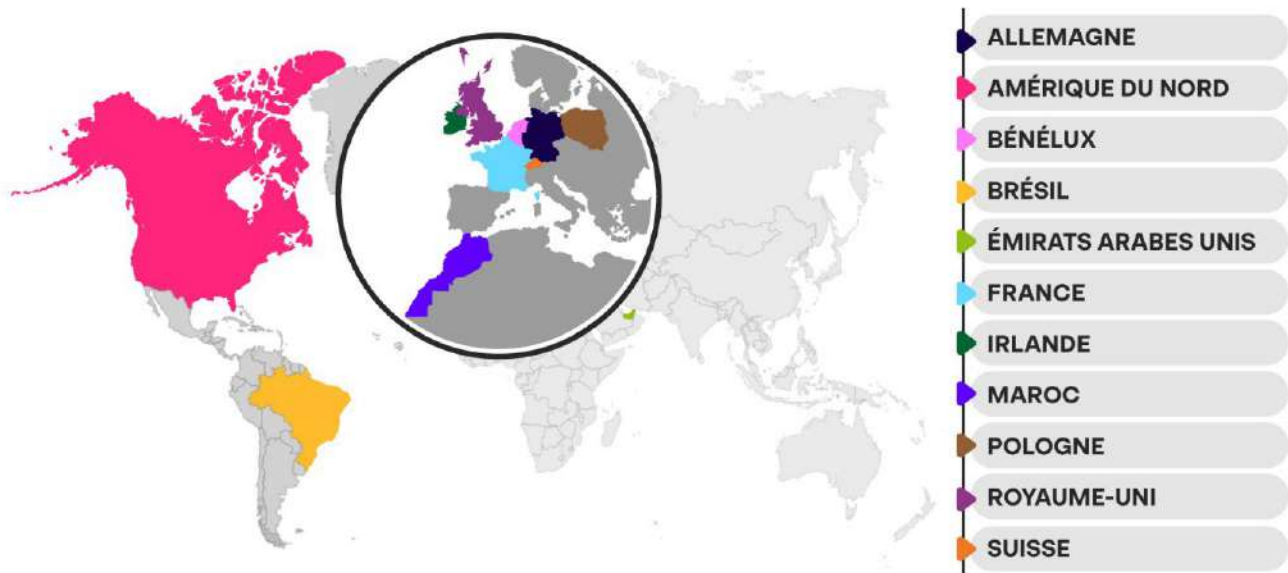 ALLEMAGNE
AMÉRIQUE DU NORD
BÉNÉLUX
BRÉSIL
ÉMIRATS ARABES UNIS
FRANCE
IRLANDE
MAROC
POLOGNE
ROYAUME-UNI
SUISSE